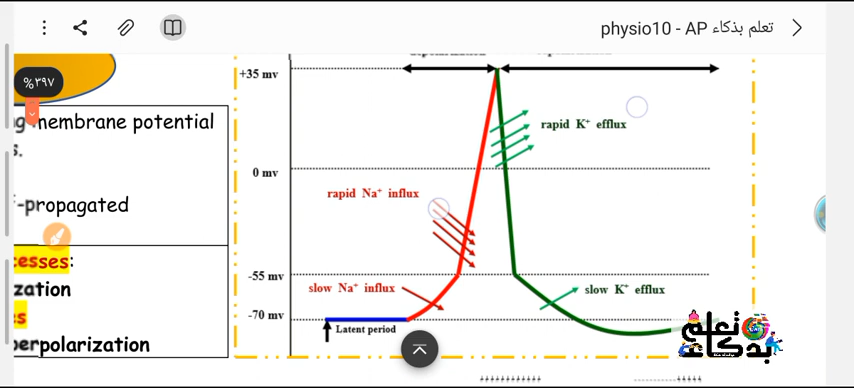 تعلم بذكاء physio10 - AP
%٣٩٧
membrane potential
s.
-propagated
cesses:
zation
s
perpolarization
+35 mv
rapid K⁺ efflux
0 mv
rapid Na⁺ influx
-55 mv
slow Na⁺ influx
slow K⁺ efflux
-70 mv
Latent period
تعلم
بذكاء